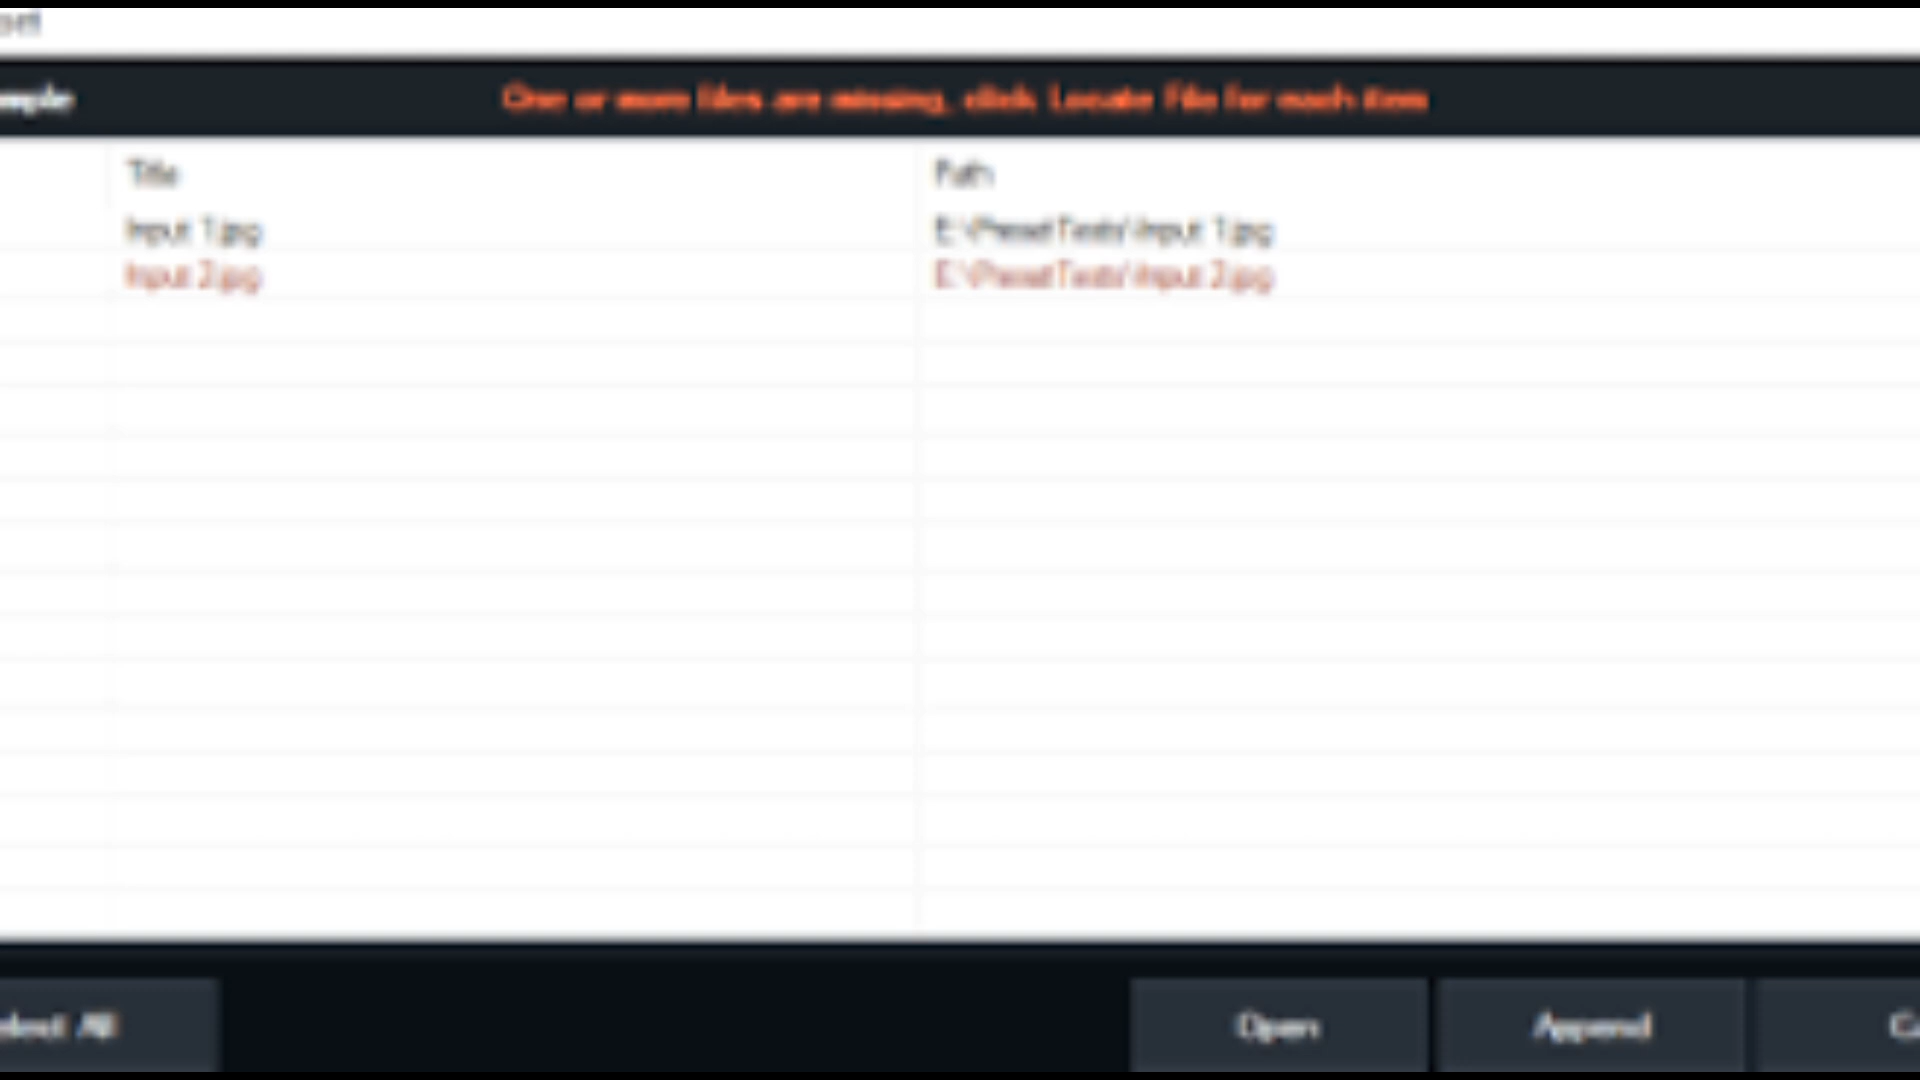 One or more files are missing, click Locate File for each item
Title Path
Input 1.jpg E:\PresetTests\Input 1.jpg
Input 2.jpg E:\PresetTests\Input 2.jpg
Open Append